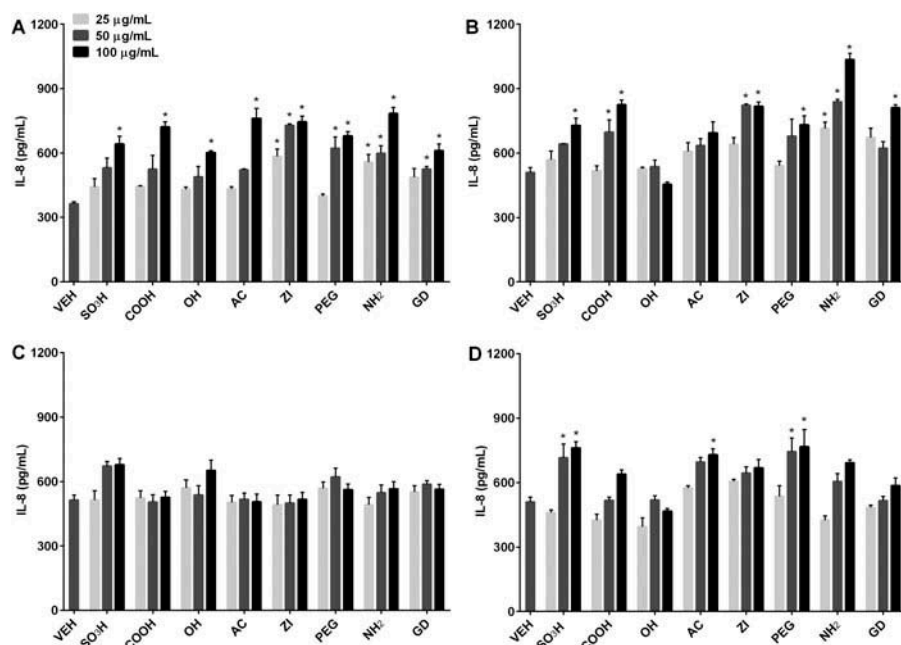 A
25 μg/mL
50 μg/mL
100 μg/mL
IL-8 (pg/mL)
1200
900
600
300
0
VEH
SO3H
COOH
OH
AC
ZI
PEG
NH2
GD
* * * * * * * * * * * * *
B
IL-8 (pg/mL)
1200
900
600
300
0
VEH
SO3H
COOH
OH
AC
ZI
PEG
NH2
GD
* * * * * * * * * *
C
IL-8 (pg/mL)
1200
900
600
300
0
VEH
SO3H
COOH
OH
AC
ZI
PEG
NH2
GD
D
IL-8 (pg/mL)
1200
900
600
300
0
VEH
SO3H
COOH
OH
AC
ZI
PEG
NH2
GD
* * * * *